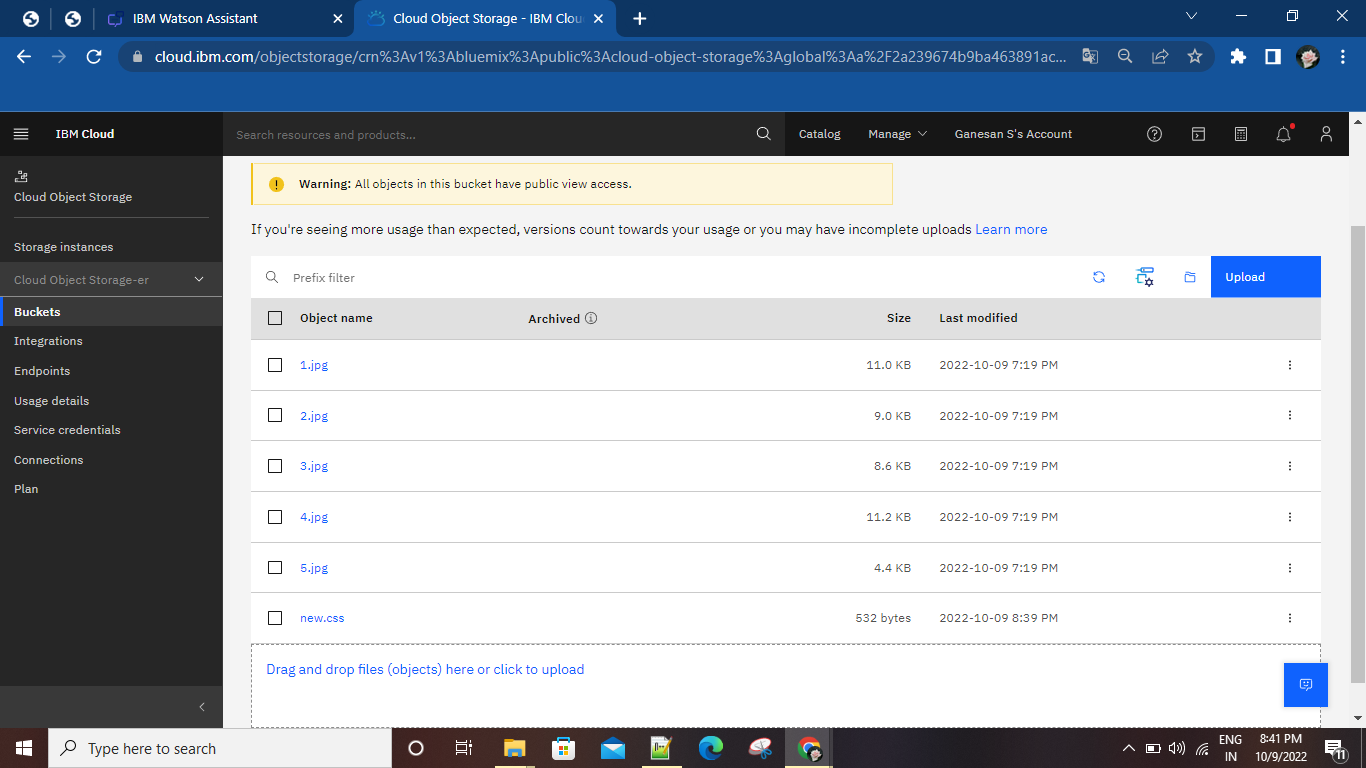 IBM Watson Assistant
Cloud Object Storage - IBM Clou
cloud.ibm.com/objectstorage/crn%3Av1%3Abluemix%3Apublic%3Acloud-object-storage%3Aglobal%3Aa%2F2a239674b9ba463891ac...
IBM Cloud
Search resources and products...
Catalog
Manage
Ganesan S's Account
Cloud Object Storage
Storage instances
Cloud Object Storage-er
Buckets
Integrations
Endpoints
Usage details
Service credentials
Connections
Plan
Warning: All objects in this bucket have public view access.
If you're seeing more usage than expected, versions count towards your usage or you may have incomplete uploads Learn more
Prefix filter
Upload
Object name Archived Size Last modified
1.jpg 11.0 KB 2022-10-09 7:19 PM
2.jpg 9.0 KB 2022-10-09 7:19 PM
3.jpg 8.6 KB 2022-10-09 7:19 PM
4.jpg 11.2 KB 2022-10-09 7:19 PM
5.jpg 4.4 KB 2022-10-09 7:19 PM
new.css 532 bytes 2022-10-09 8:39 PM
Drag and drop files (objects) here or click to upload
Type here to search
ENG
IN
8:41 PM
10/9/2022
11